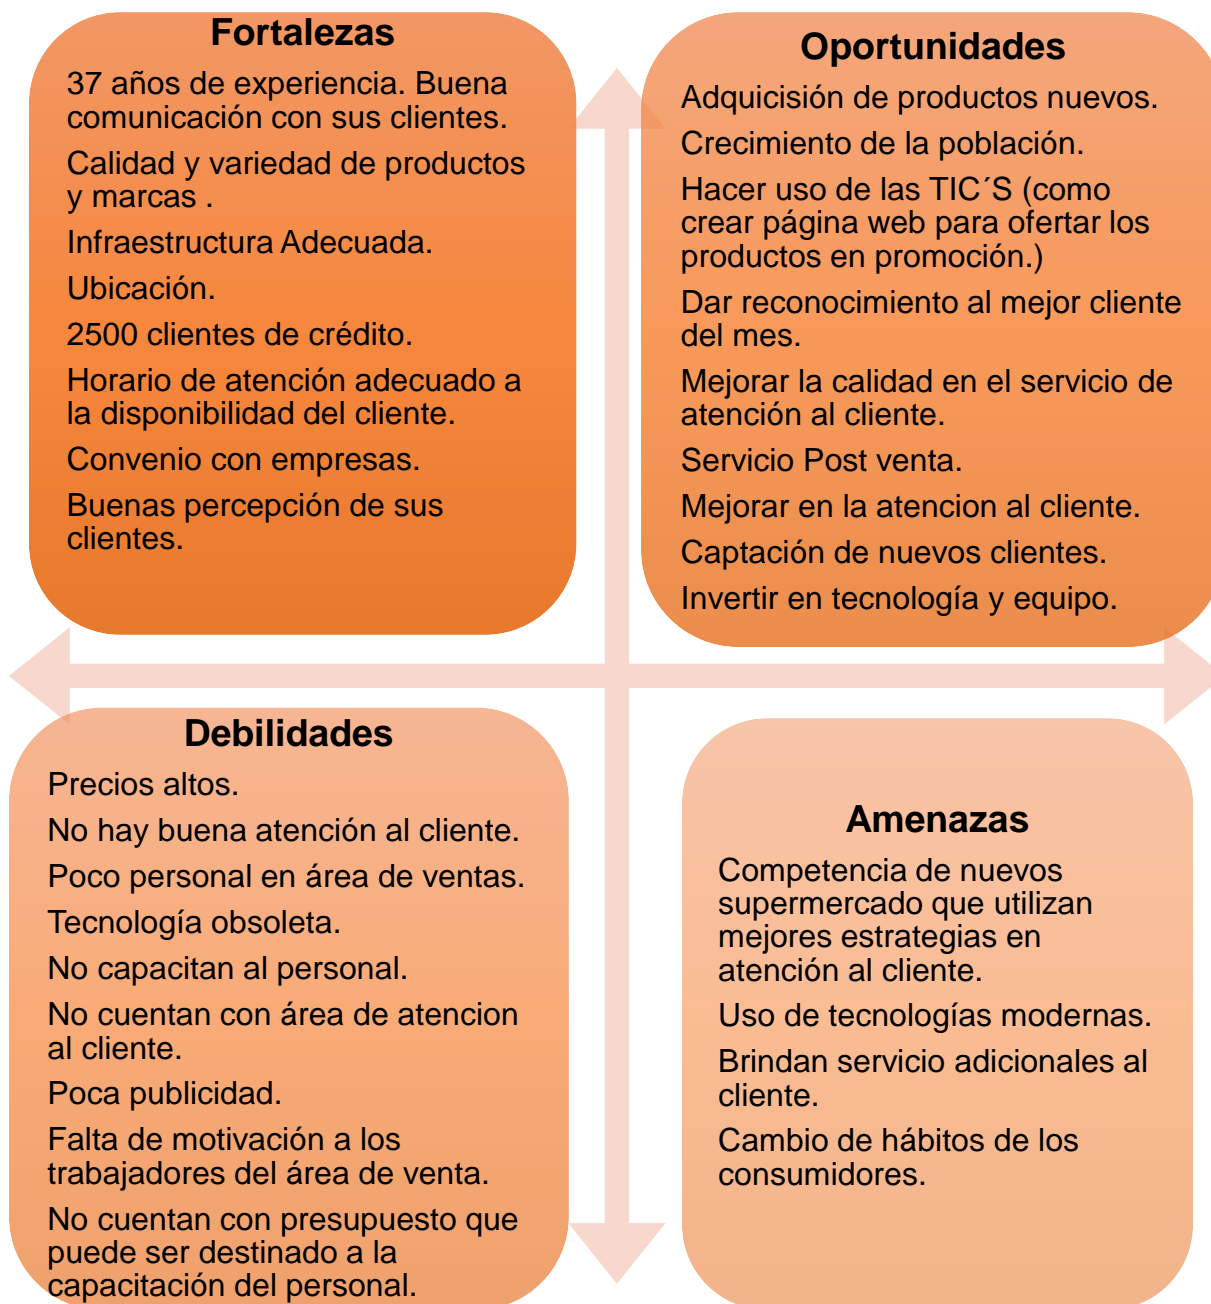 Fortalezas
37 años de experiencia. Buena
comunicación con sus clientes.
Calidad y variedad de productos
y marcas .
Infraestructura Adecuada.
Ubicación.
2500 clientes de crédito.
Horario de atención adecuado a
la disponibilidad del cliente.
Convenio con empresas.
Buenas percepción de sus
clientes.
Oportunidades
Adquicisión de productos nuevos.
Crecimiento de la población.
Hacer uso de las TIC´S (como
crear página web para ofertar los
productos en promoción.)
Dar reconocimiento al mejor cliente
del mes.
Mejorar la calidad en el servicio de
atención al cliente.
Servicio Post venta.
Mejorar en la atencion al cliente.
Captación de nuevos clientes.
Invertir en tecnología y equipo.
Debilidades
Precios altos.
No hay buena atención al cliente.
Poco personal en área de ventas.
Tecnología obsoleta.
No capacitan al personal.
No cuentan con área de atencion
al cliente.
Poca publicidad.
Falta de motivación a los
trabajadores del área de venta.
No cuentan con presupuesto que
puede ser destinado a la
capacitación del personal.
Amenazas
Competencia de nuevos
supermercado que utilizan
mejores estrategias en
atención al cliente.
Uso de tecnologías modernas.
Brindan servicio adicionales al
cliente.
Cambio de hábitos de los
consumidores.